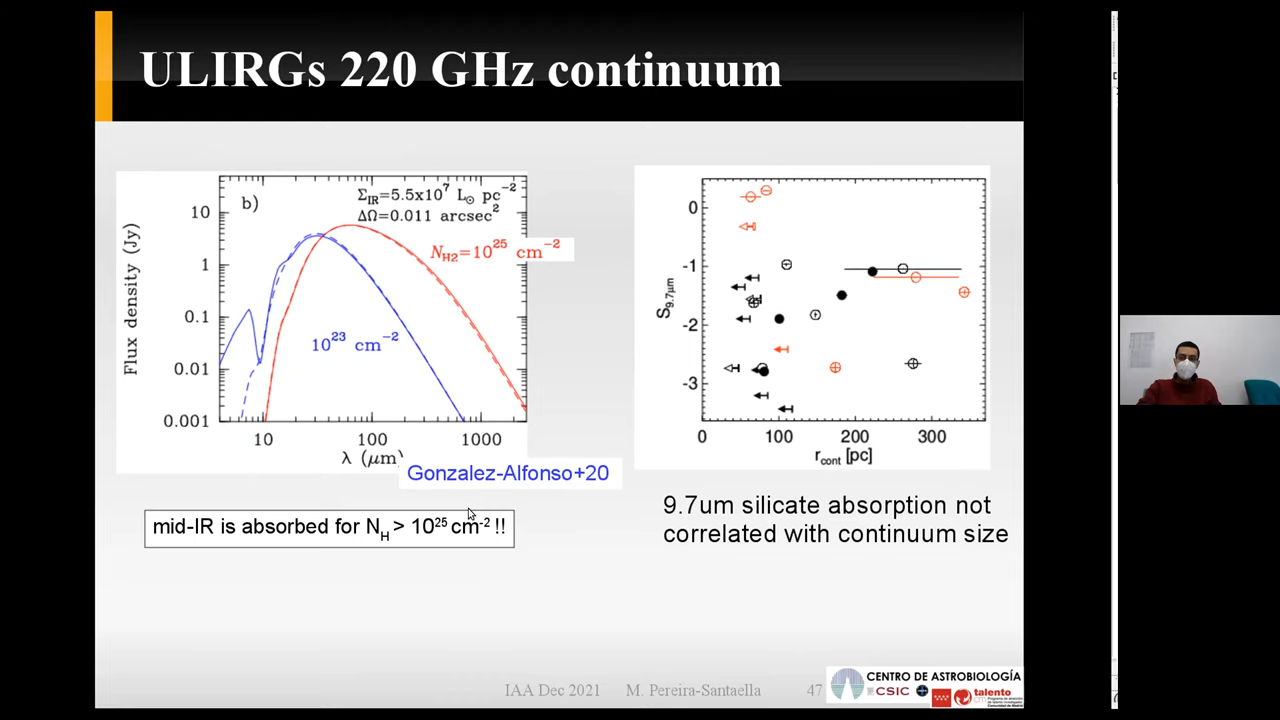 ULIRGs 220 GHz continuum
b)
Σ_IR=5.5x10^7 L_⊙ pc^-2
ΔΩ=0.011 arcsec^2
N_H2=10^25 cm^-2
10^23 cm^-2
Flux density (Jy)
10
1
0.1
0.01
0.001
10 100 1000
λ (μm)
Gonzalez-Alfonso+20
mid-IR is absorbed for N_H > 10^25 cm^-2 !!
S_9.7μm
0
-1
-2
-3
0 100 200 300
r_cont [pc]
9.7um silicate absorption not
correlated with continuum size
IAA Dec 2021 M. Pereira-Santaella 47
CENTRO DE ASTROBIOLOGÍA
CSIC
talento